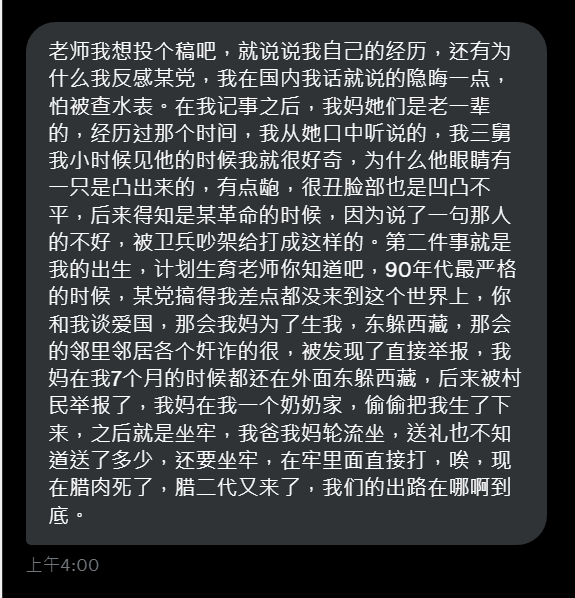 老师我想投个稿吧，就说说我自己的经历，还有为
什么我反感某党，我在国内我话就说的隐晦一点，
怕被查水表。在我记事之后，我妈她们是老一辈
的，经历过那个时间，我从她口中听说的，我三舅
我小时候见他的时候我就很好奇，为什么他眼睛有
一只是凸出来的，有点龅，很丑脸部也是凹凸不
平，后来得知是某革命的时候，因为说了一句那人
的不好，被卫兵吵架给打成这样的。第二件事就是
我的出生，计划生育老师你知道吧，90年代最严格
的时候，某党搞得我差点都没来到这个世界上，你
和我谈爱国，那会我妈为了生我，东躲西藏，那会
的邻里邻居各个奸诈的很，被发现了直接举报，我
妈在我7个月的时候都还在外面东躲西藏，后来被村
民举报了，我妈在我一个奶奶家，偷偷把我生了下
来，之后就是坐牢，我爸我妈轮流坐，送礼也不知
道送了多少，还要坐牢，在牢里面直接打，唉，现
在腊肉死了，腊二代又来了，我们的出路在哪啊到
底。
上午4:00